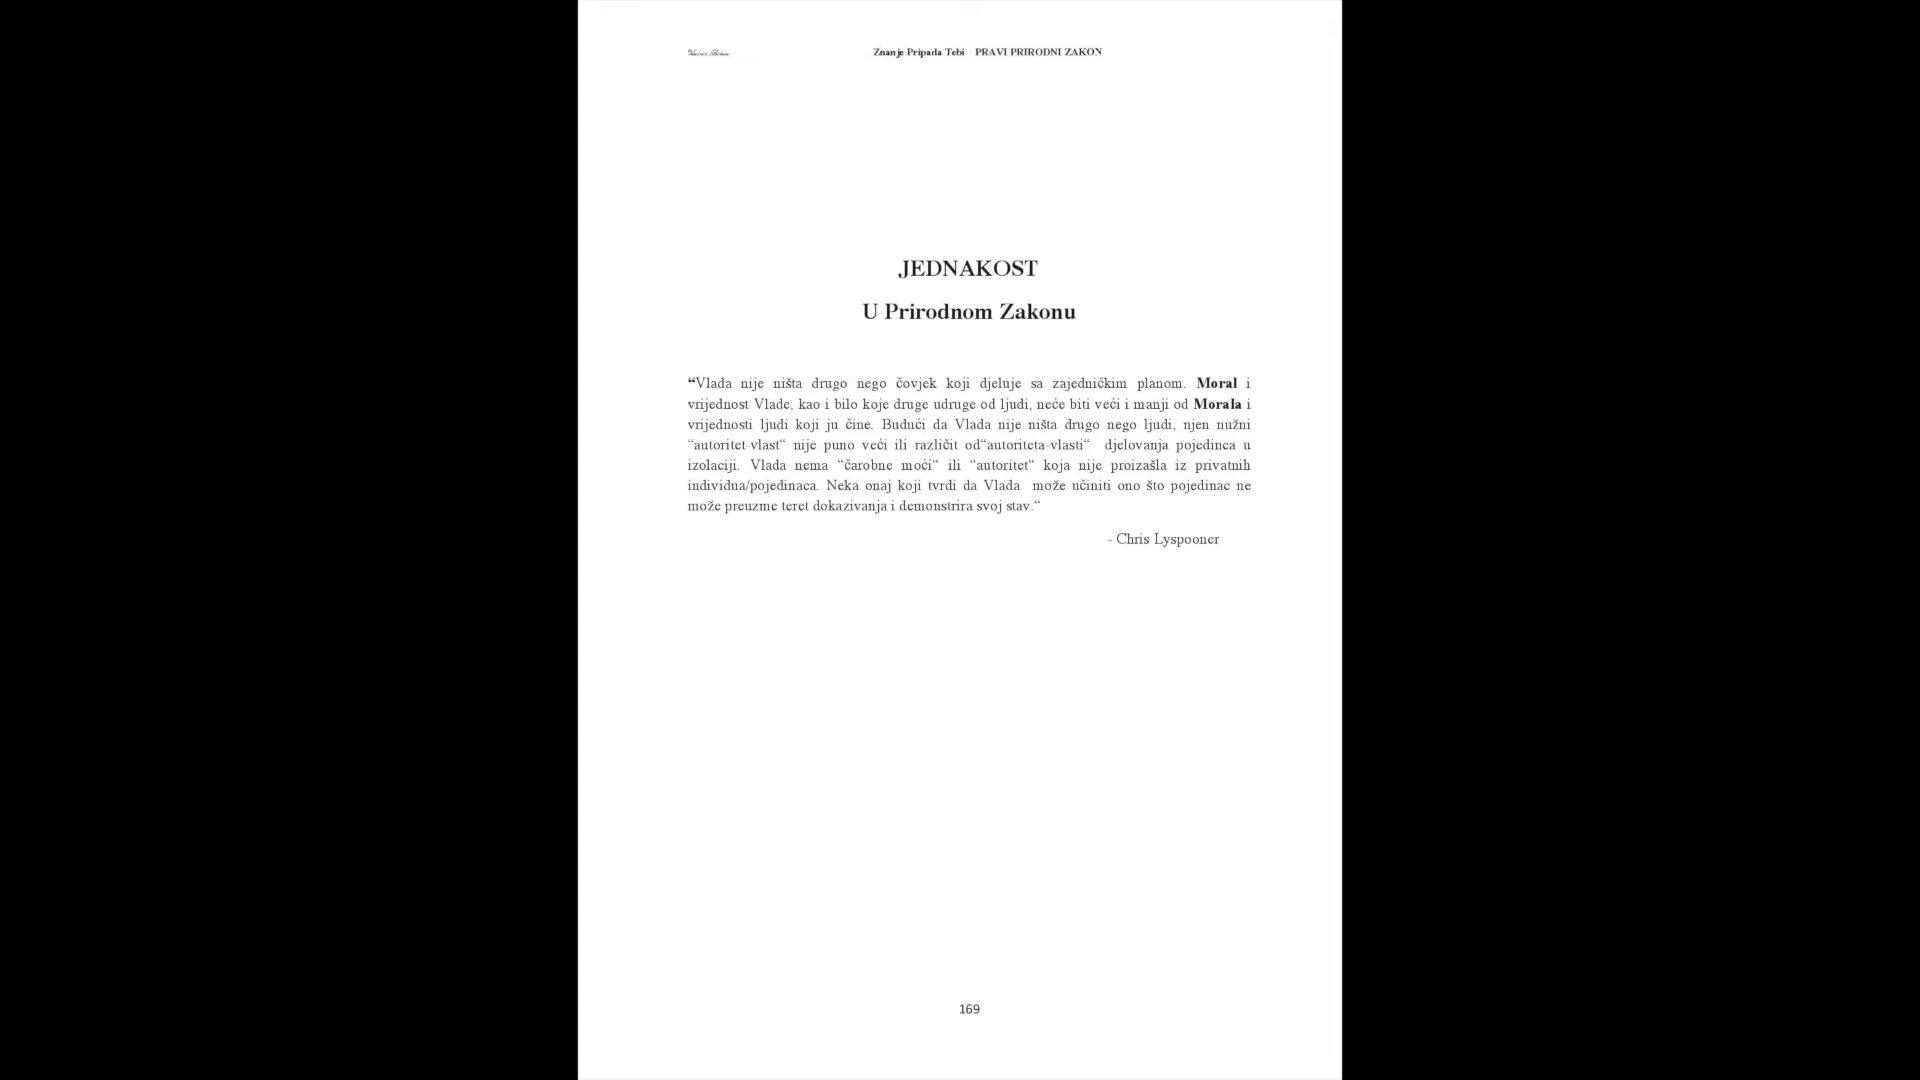 Znanje Pripada Tebi PRAVI PRIRODNI ZAKON
JEDNAKOST
U Prirodnom Zakonu
“Vlada nije ništa drugo nego čovjek koji djeluje sa zajedničkim planom. Moral i
vrijednost Vlade, kao i bilo koje druge udruge od ljudi, neće biti veći i manji od Morala i
vrijednosti ljudi koji ju čine. Budući da Vlada nije ništa drugo nego ljudi, njen nužni
“autoritet-vlast“ nije puno veći ili različit od“autoriteta-vlasti“ djelovanja pojedinca u
izolaciji. Vlada nema “čarobne moći“ ili “autoritet“ koja nije proizašla iz privatnih
individua/pojedinaca. Neka onaj koji tvrdi da Vlada može učiniti ono što pojedinac ne
može preuzme teret dokazivanja i demonstrira svoj stav.“
- Chris Lyspooner
169